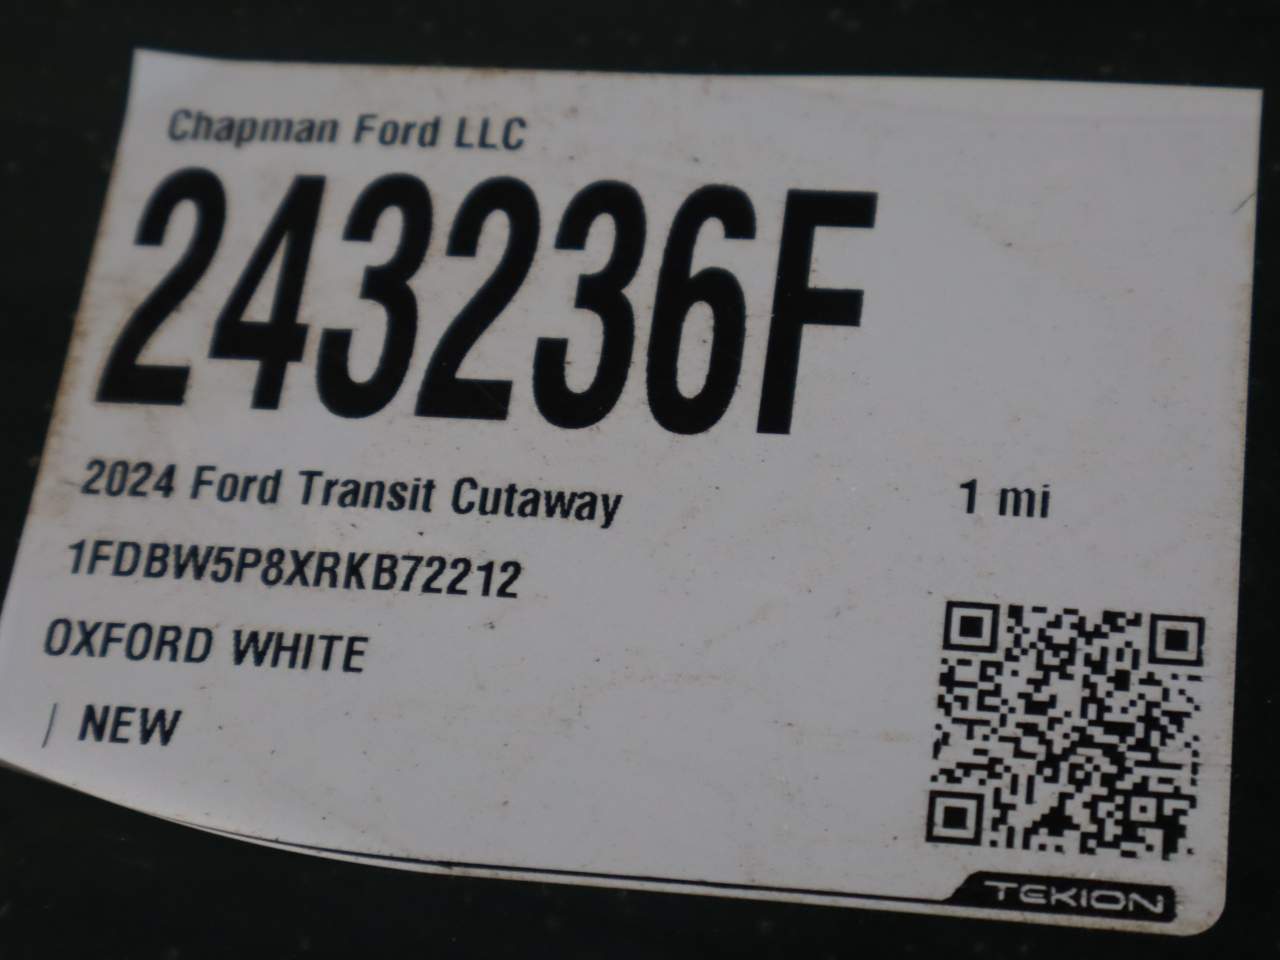 Chapman Ford LLC
243236F
2024 Ford Transit Cutaway 1 mi
1FDBW5P8XRKB72212
OXFORD WHITE
/ NEW
TEKION